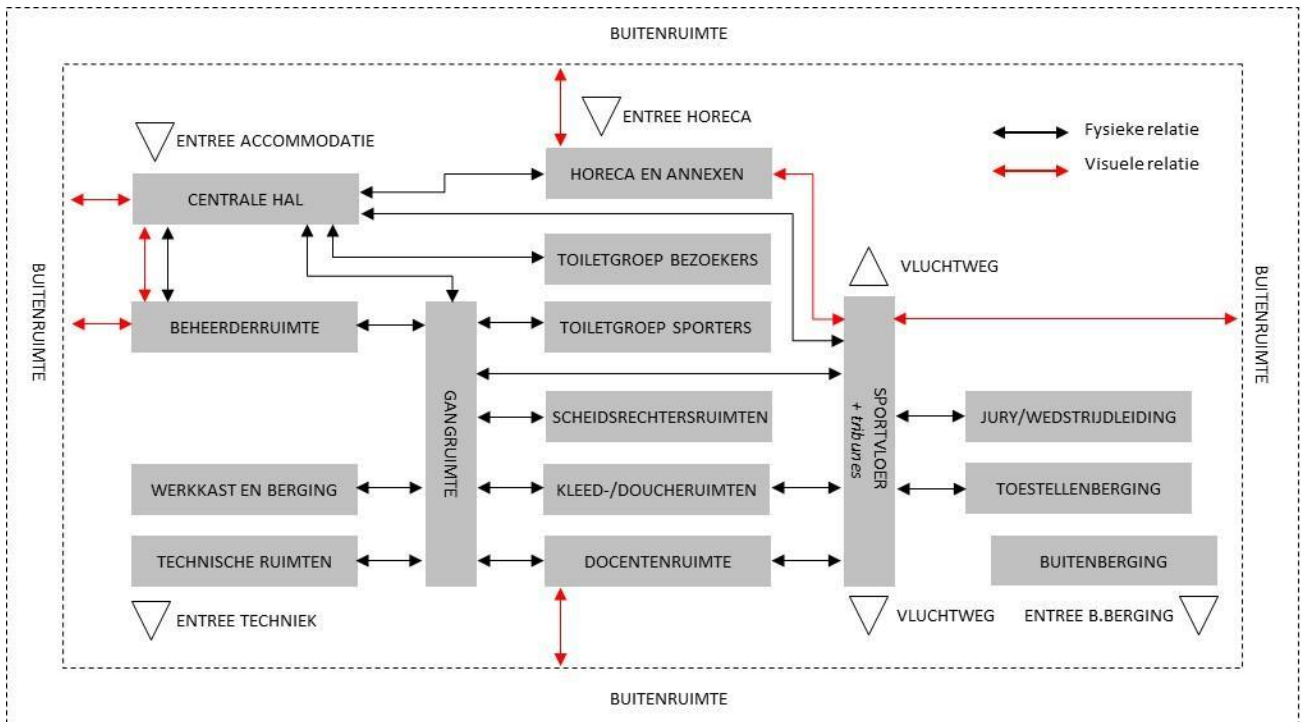 BUITENRUIMTE
ENTREE HORECA
ENTREE ACCOMMODATIE
Fysieke relatie
Visuele relatie
HORECA EN ANNEXEN
CENTRALE HAL
TOILETGROEP BEZOEKERS
VLUCHTWEG
BUITENRUIMTE
BUITENRUIMTE
BEHEERDERRUIMTE
TOILETGROEP SPORTERS
GANGRUIMTE
SPORTVLOER
+ tribunes
SCHEIDSRECHTERSRUIMTEN
JURY/WEDSTRIJDLEIDING
WERKKAST EN BERGING
KLEED-/DOUCHERUIMTEN
TOESTELLENBERGING
TECHNISCHE RUIMTEN
DOCENTENRUIMTE
BUITENBERGING
ENTREE TECHNIEK
VLUCHTWEG
ENTREE B.BERGING
BUITENRUIMTE